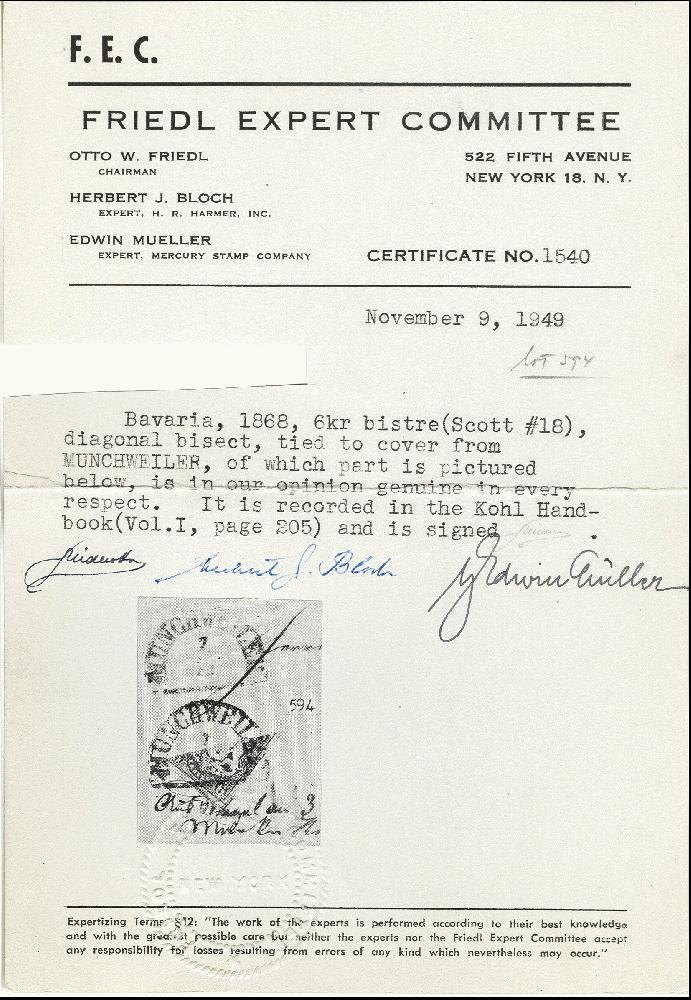 F. E. C.
FRIEDL EXPERT COMMITTEE
OTTO W. FRIEDL
CHAIRMAN
HERBERT J. BLOCH
EXPERT, H. R. HARMER, INC.
EDWIN MUELLER
EXPERT, MERCURY STAMP COMPANY
522 FIFTH AVENUE
NEW YORK 18, N. Y.
CERTIFICATE NO. 1540
November 9, 1949
lot 594
Bavaria, 1868, 6kr bistre(Scott #18),
diagonal bisect, tied to cover from
MUNCHWEILER, of which part is pictured
below, is in our opinion genuine in every
respect. It is recorded in the Kohl Hand-
book(Vol.I, page 205) and is signed .
Herbert J. Bloch
Edwin Müller
MUNCHWEILER
7
594
MUNCHWEILER
3
NEW YORK
Expertizing Terms §12: "The work of the experts is performed according to their best knowledge
and with the greatest possible care but neither the experts nor the Friedl Expert Committee accept
any responsibility for losses resulting from errors of any kind which nevertheless may occur."